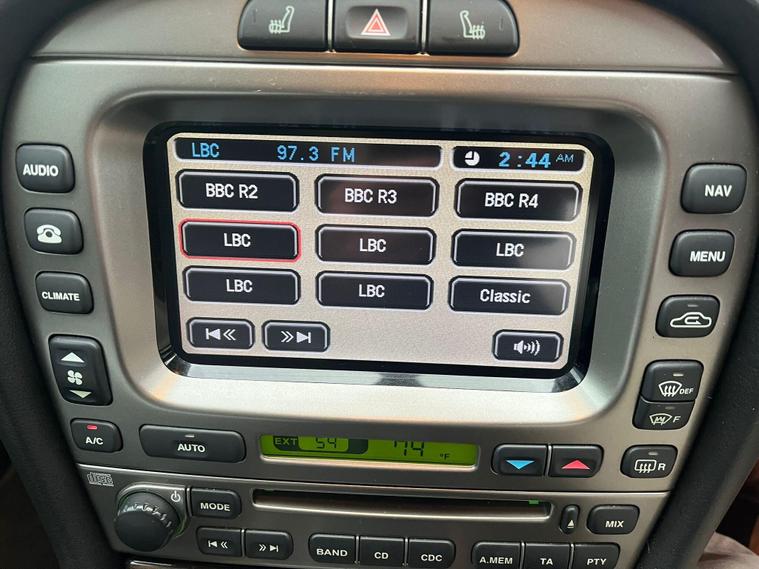 LBC 97.3 FM 2:44 AM
AUDIO
BBC R2 BBC R3 BBC R4
NAV
LBC LBC LBC
MENU
LBC LBC Classic
CLIMATE
DEF
F
A/C AUTO EXT 54 74 °F R
DISC
MODE MIX
BAND CD CDC A.MEM TA PTY